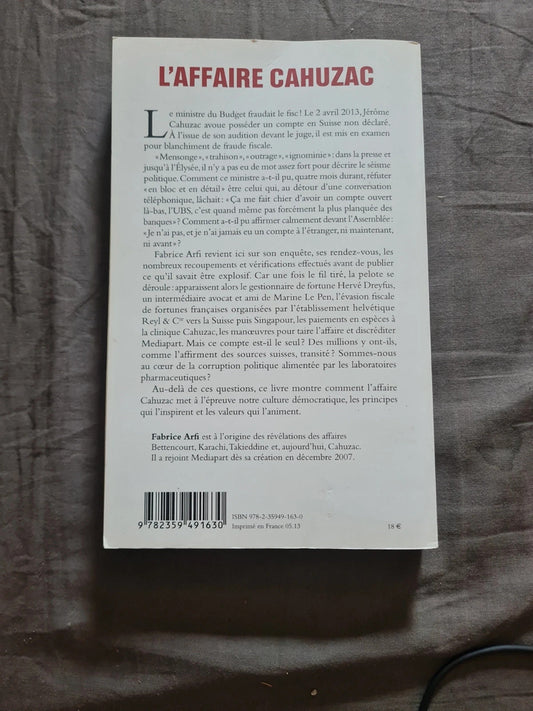 L'AFFAIRE CAHUZAC
Le ministre du Budget fraudait le fisc ! Le 2 avril 2013, Jérôme
Cahuzac avoue posséder un compte en Suisse non déclaré.
À l'issue de son audition devant le juge, il est mis en examen
pour blanchiment de fraude fiscale.
« Mensonge », « trahison », « outrage », « ignominie » : dans la presse et
jusqu'à l'Élysée, il n'y a pas eu de mot assez fort pour décrire le séisme
politique. Comment ce ministre a-t-il pu, quatre mois durant, réfuter
« en bloc et en détail » être celui qui, au détour d'une conversation
téléphonique, lâchait : « Ça me fait chier d'avoir un compte ouvert
là-bas, l'UBS, c'est quand même pas forcément la plus planquée des
banques » ? Comment a-t-il pu affirmer calmement devant l'Assemblée :
« Je n'ai pas, et je n'ai jamais eu un compte à l'étranger, ni maintenant,
ni avant » ?
Fabrice Arfi revient ici sur son enquête, ses rendez-vous, les
nombreux recoupements et vérifications effectués avant de publier
ce qu'il savait être explosif. Car une fois le fil tiré, la pelote se
déroule : apparaissent alors le gestionnaire de fortune Hervé Dreyfus,
un intermédiaire avocat et ami de Marine Le Pen, l'évasion fiscale
de fortunes françaises organisées par l'établissement helvétique
Reyl & Cie vers la Suisse puis Singapour, les paiements en espèces à
la clinique Cahuzac, les manœuvres pour taire l'affaire et discréditer
Mediapart. Mais ce compte est-il le seul ? Des millions y ont-ils,
comme l'affirment des sources suisses, transité ? Sommes-nous
au cœur de la corruption politique alimentée par les laboratoires
pharmaceutiques ?
Au-delà de ces questions, ce livre montre comment l'affaire
Cahuzac met à l'épreuve notre culture démocratique, les principes
qui l'inspirent et les valeurs qui l'animent.
Fabrice Arfi est à l'origine des révélations des affaires
Bettencourt, Karachi, Takieddine et, aujourd'hui, Cahuzac.
Il a rejoint Mediapart dès sa création en décembre 2007.
ISBN 978-2-35949-163-0
9 782359 491630
Imprimé en France 05.13
18 €